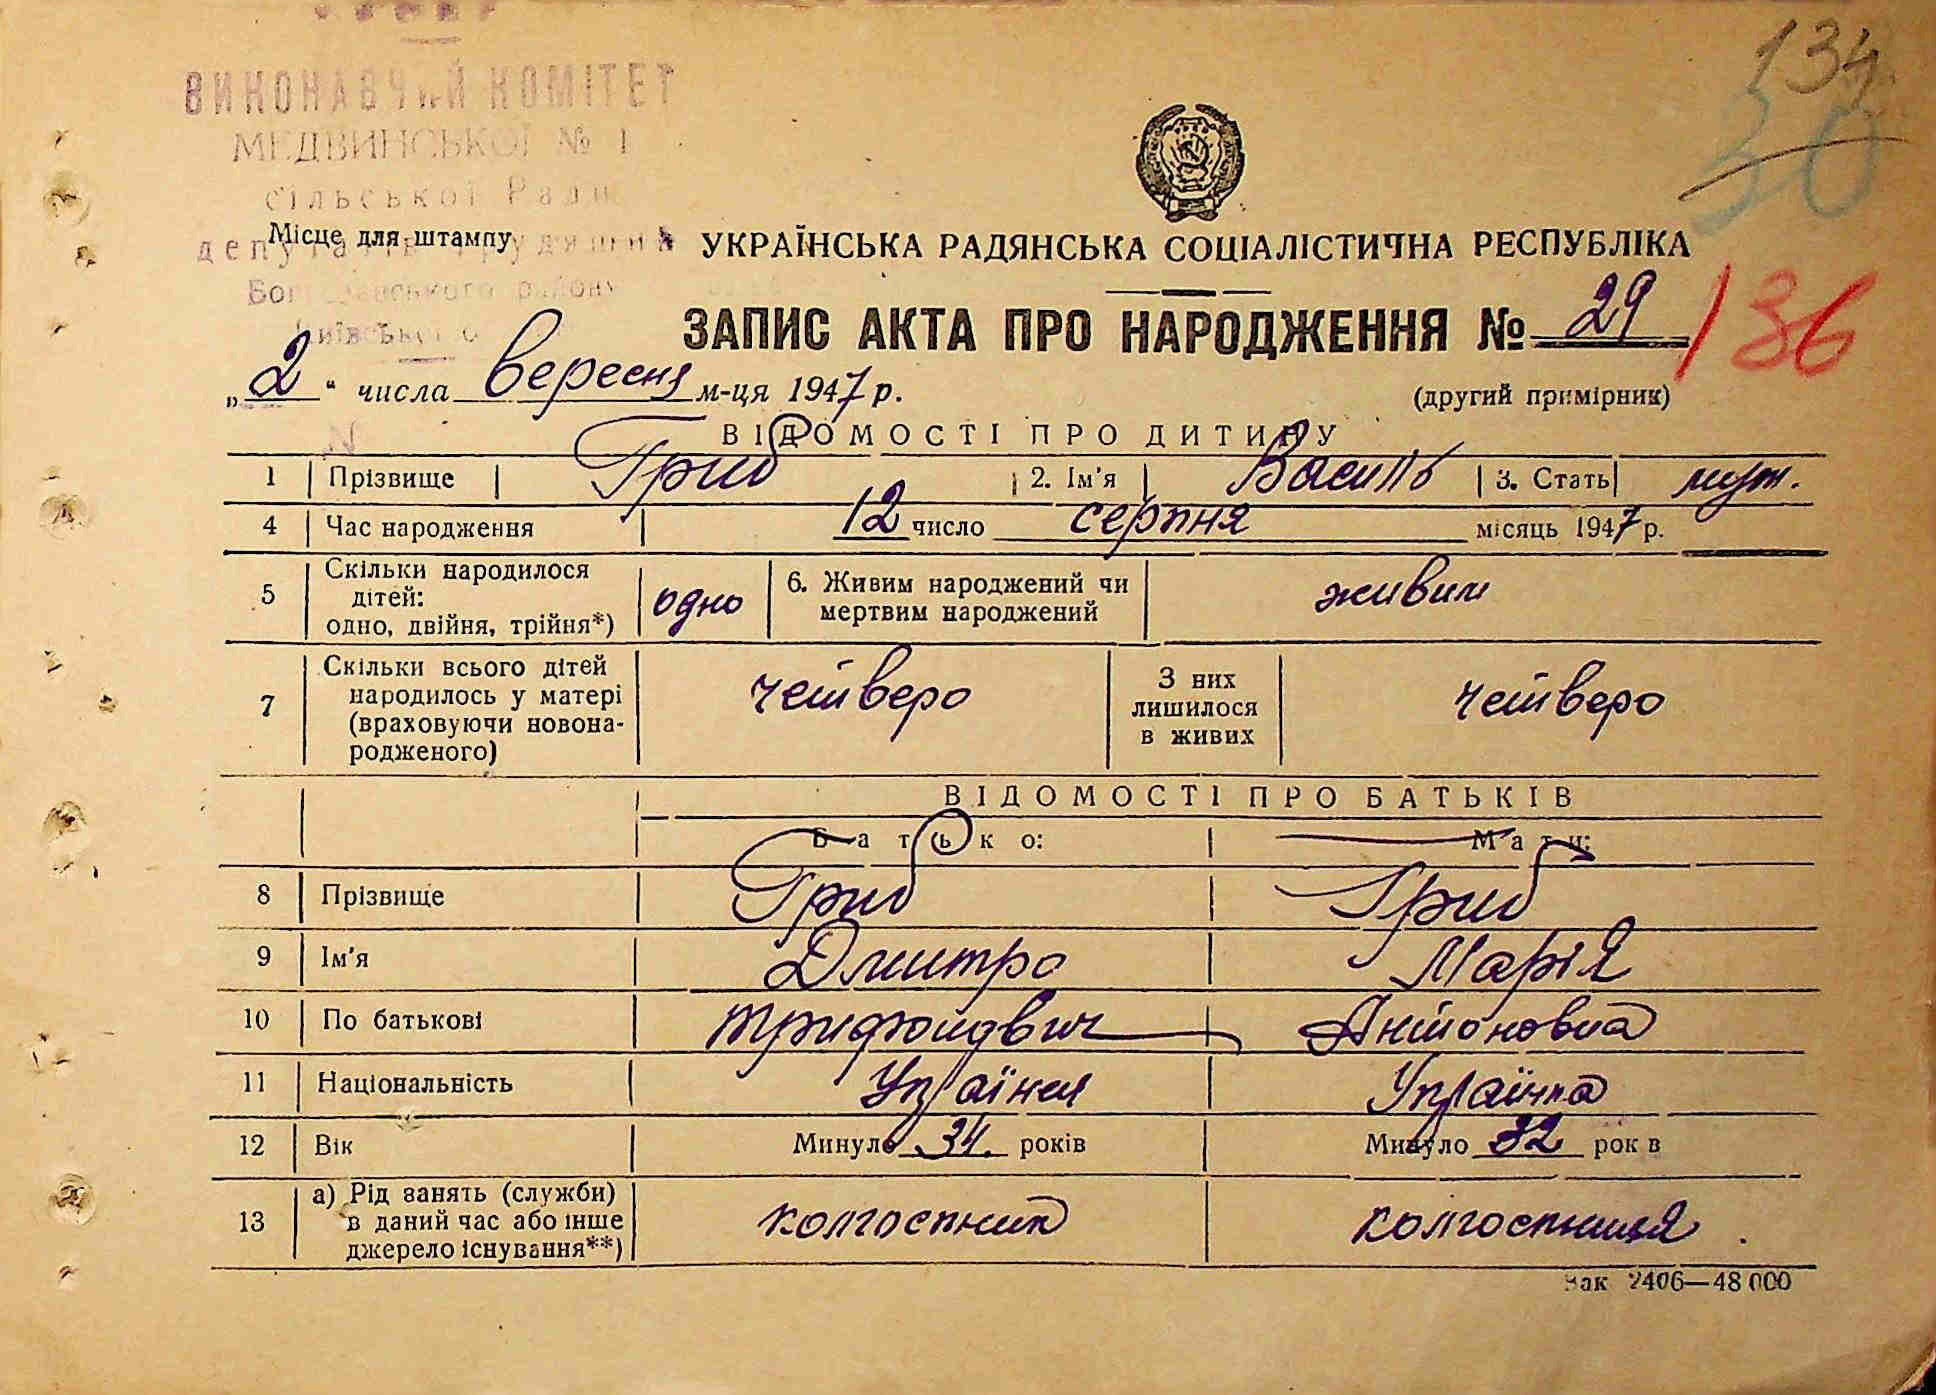 134
30
ВИКОНАВЧИЙ КОМІТЕТ
МЕДВИНСЬКОЇ № 1
сільської Ради
депутатів трудящих
Місце для штампу
району
УКРАЇНСЬКА РАДЯНСЬКА СОЦІАЛІСТИЧНА РЕСПУБЛІКА
ЗАПИС АКТА ПРО НАРОДЖЕННЯ № 29
136
„2“ числа вересня м-ця 1947 р.
(другий примірник)
ВІДОМОСТІ ПРО ДИТИНУ
1 Прізвище Гриб 2. Ім'я Василь 3. Стать муж.
4 Час народження 12 число серпня місяць 1947 р.
5 Скільки народилося дітей: одно, двійня, трійня*) одно 6. Живим народжений чи мертвим народжений живим
7 Скільки всього дітей народилось у матері (враховуючи новонародженого) четверо З них лишилося в живих четверо
ВІДОМОСТІ ПРО БАТЬКІВ
Батько: Мати:
8 Прізвище Гриб Гриб
9 Ім'я Дмитро Марія
10 По батькові Антоновна
11 Національність Українка
12 Вік Минуло 34 років Минуло 32 років
13 а) Рід занять (служби) в даний час або інше джерело існування**) колгоспник колгоспниця
Зак 2406—48 000